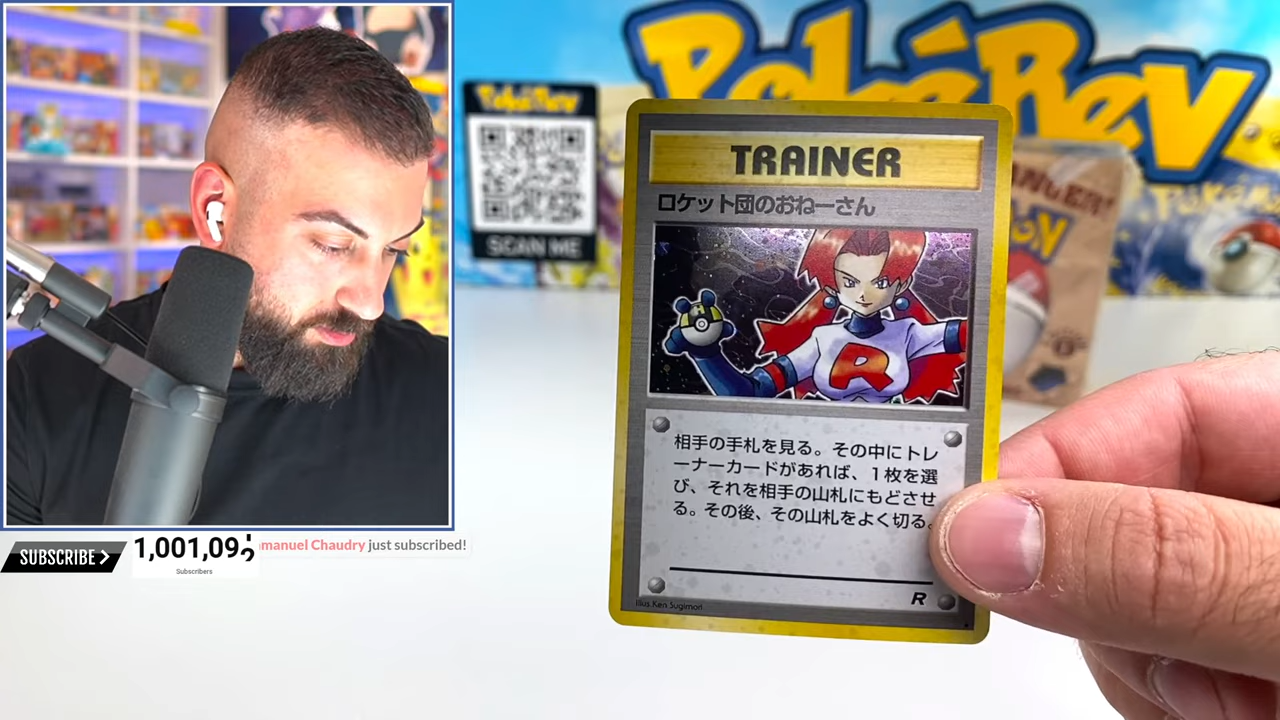 PokéRev
PokéRev
SCAN ME
TRAINER
ロケット団のおねーさん
R
相手の手札を見る。その中にトレ
ーナーカードがあれば、1枚を選
び、それを相手の山札にもどさせ
る。その後、その山札をよく切る。
R
Illus. Ken Sugimori
SUBSCRIBE
1,001,09
Subscribers
manuel Chaudry just subscribed!